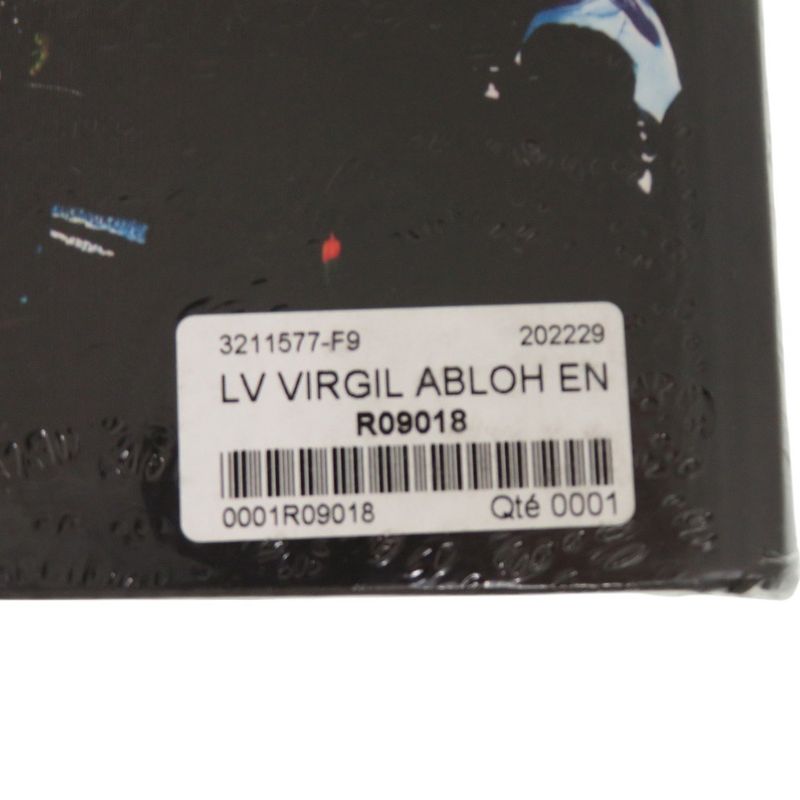 3211577-F9 202229
LV VIRGIL ABLOH EN
R09018
0001R09018 Qté 0001